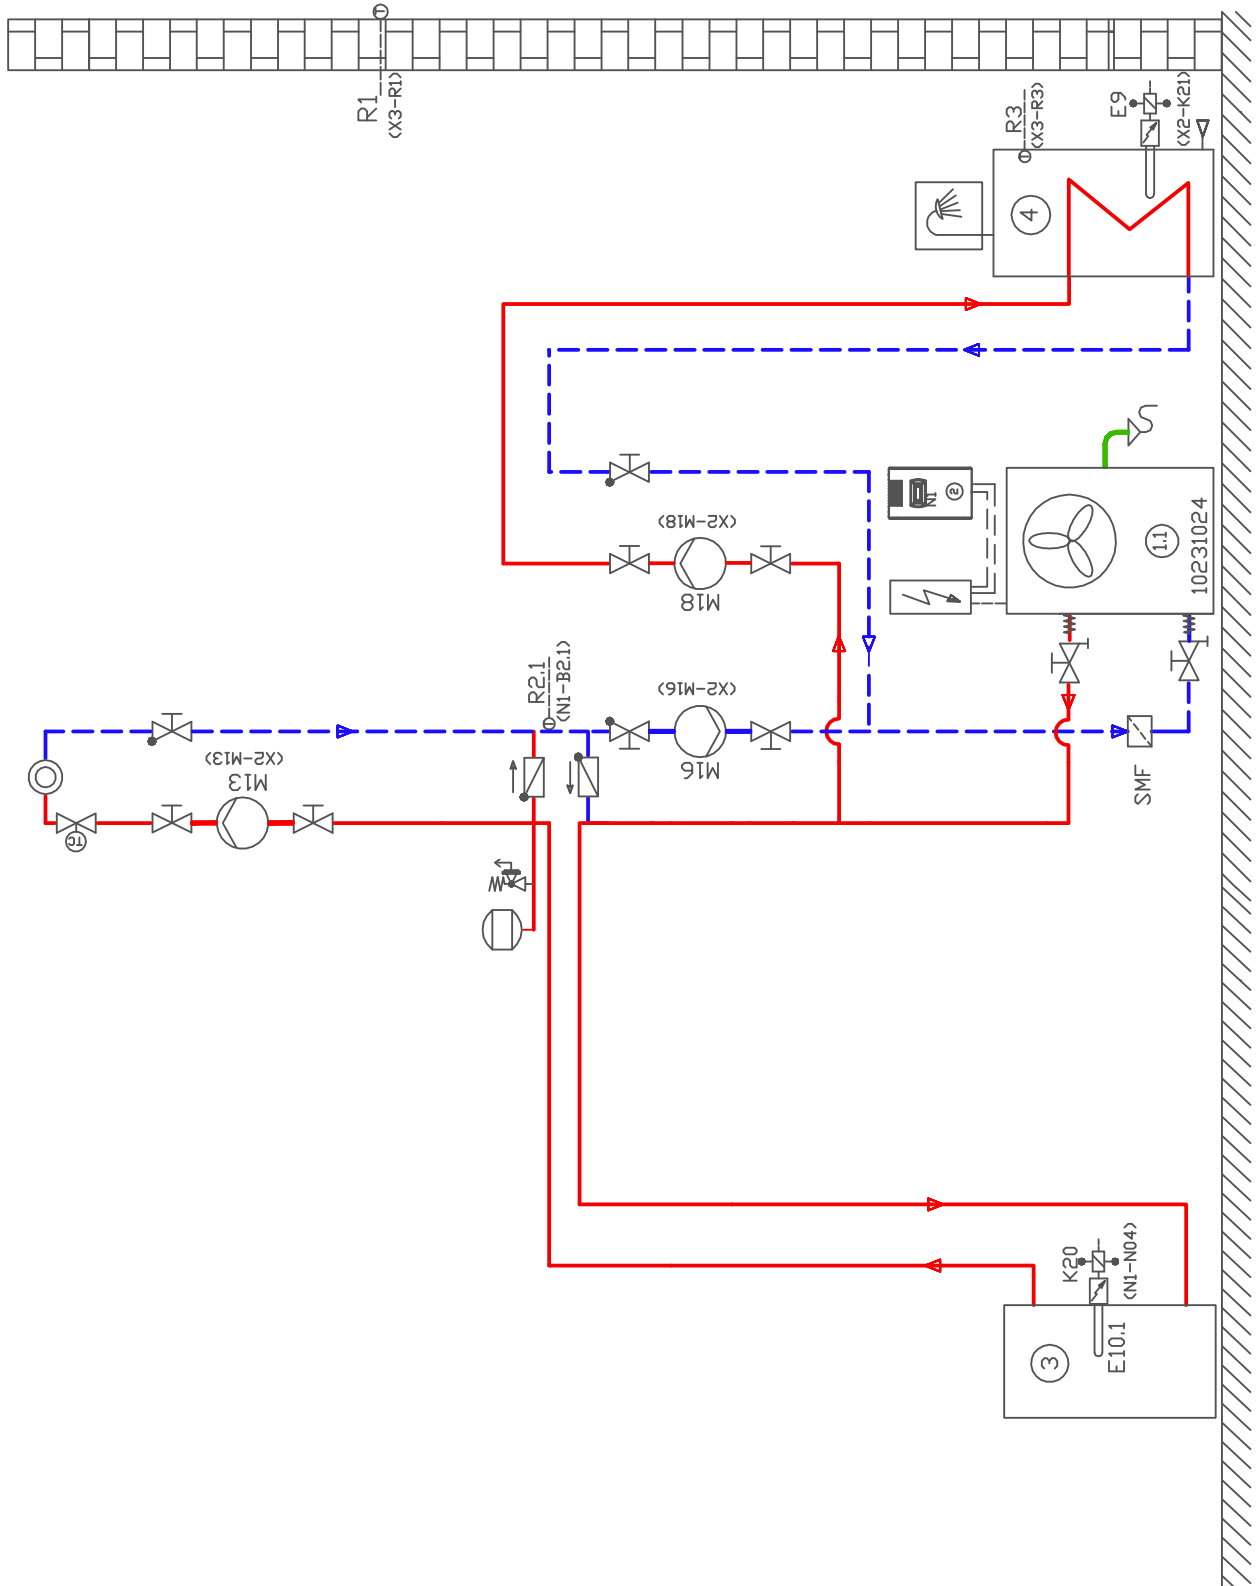 R1
(X3-R1)
R3
(X3-R3)
E9
(X2-K21)
4
N1
2
1.1
10231024
(X2-M18)
M18
R2.1
(N1-B2.1)
(X2-M16)
M16
(X2-M13)
M13
TC
SMF
K20
(N1-N04)
3
E10.1
T
T
T